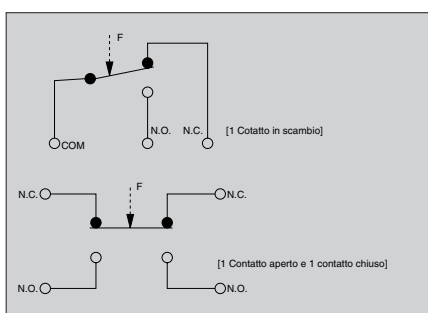 F
N.O. N.C. [1 Cotatto in scambio]
COM
N.C. F N.C.
[1 Contatto aperto e 1 contatto chiuso]
N.O. N.O.